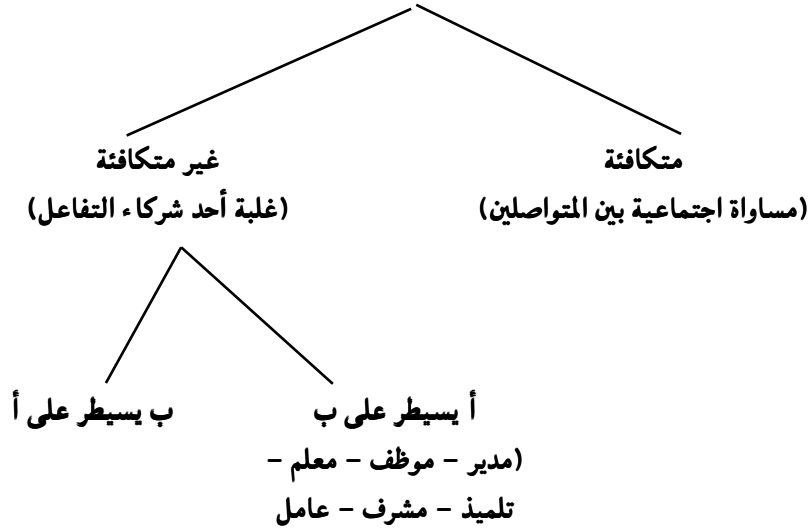 متكافئة
غير متكافئة
(مساواة اجتماعية بين المتواصلين)
(غلبة أحد شركاء التفاعل)
أ يسيطر على ب
ب يسيطر على أ
(مدير – موظف – معلم –
تلميذ – مشرف – عامل